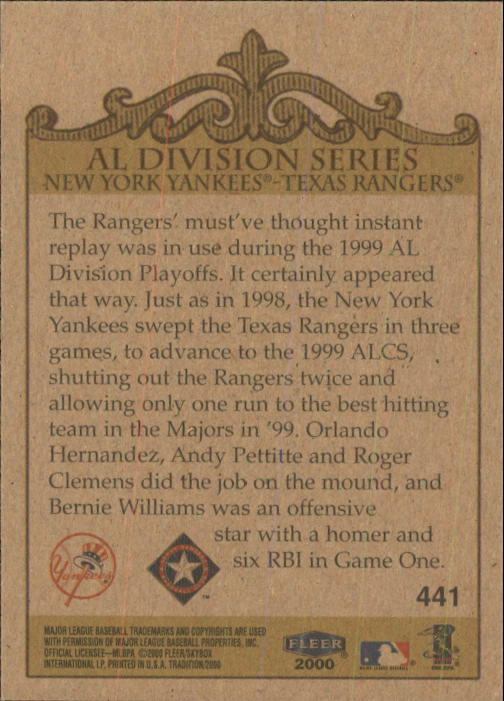 AL DIVISION SERIES
NEW YORK YANKEES®-TEXAS RANGERS®
The Rangers' must've thought instant
replay was in use during the 1999 AL
Division Playoffs. It certainly appeared
that way. Just as in 1998, the New York
Yankees swept the Texas Rangers in three
games, to advance to the 1999 ALCS,
shutting out the Rangers twice and
allowing only one run to the best hitting
team in the Majors in '99. Orlando
Hernandez, Andy Pettitte and Roger
Clemens did the job on the mound, and
Bernie Williams was an offensive
star with a homer and
six RBI in Game One.
Yankees
™
441
MAJOR LEAGUE BASEBALL TRADEMARKS AND COPYRIGHTS ARE USED
WITH PERMISSION OF MAJOR LEAGUE BASEBALL PROPERTIES, INC.
OFFICIAL LICENSEE—MLBPA ©2000 FLEER/SKYBOX
INTERNATIONAL LP. PRINTED IN U.S.A. TRADITION/2000
FLEER
2000